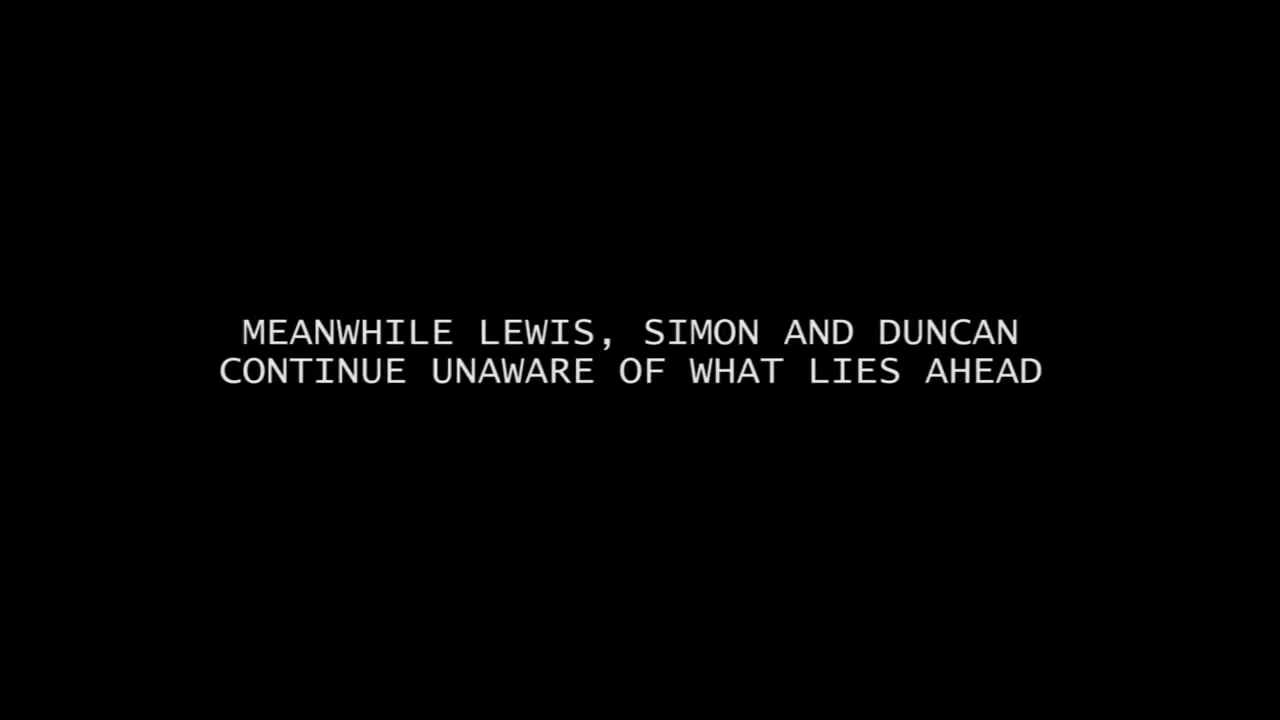 MEANWHILE LEWIS, SIMON AND DUNCAN
CONTINUE UNAWARE OF WHAT LIES AHEAD